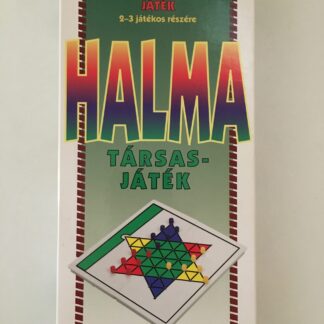 JÁTÉK
2-3 játékos részére
HALMA
TÁRSAS-
JÁTÉK